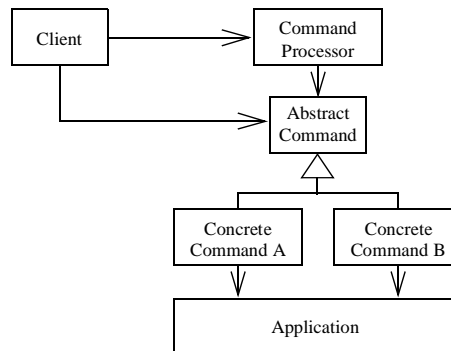 Client
Command
Processor
Abstract
Command
Concrete
Command A
Concrete
Command B
Application